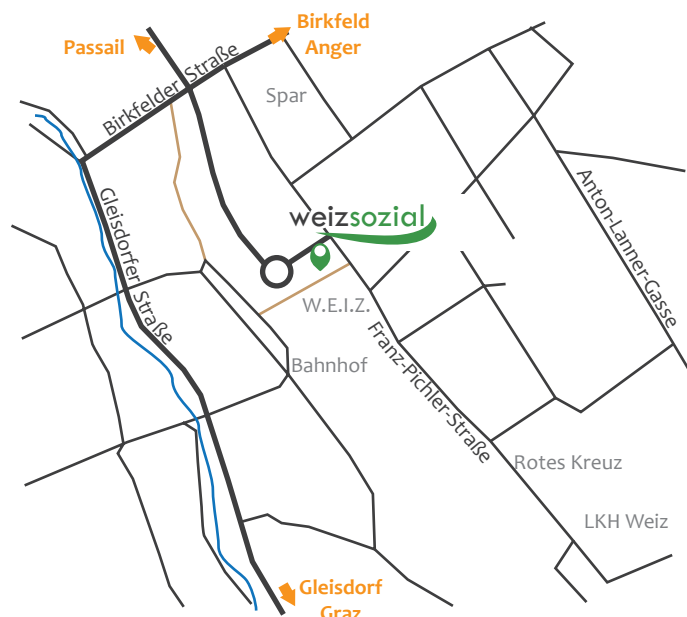 Birkfeld
Anger
Passail
Birkfelder Straße
Spar
Gleisdorfer Straße
Anton-Lanner-Gasse
weizsozial
W.E.I.Z.
Franz-Pichler-Straße
Bahnhof
Rotes Kreuz
LKH Weiz
Gleisdorf
Graz